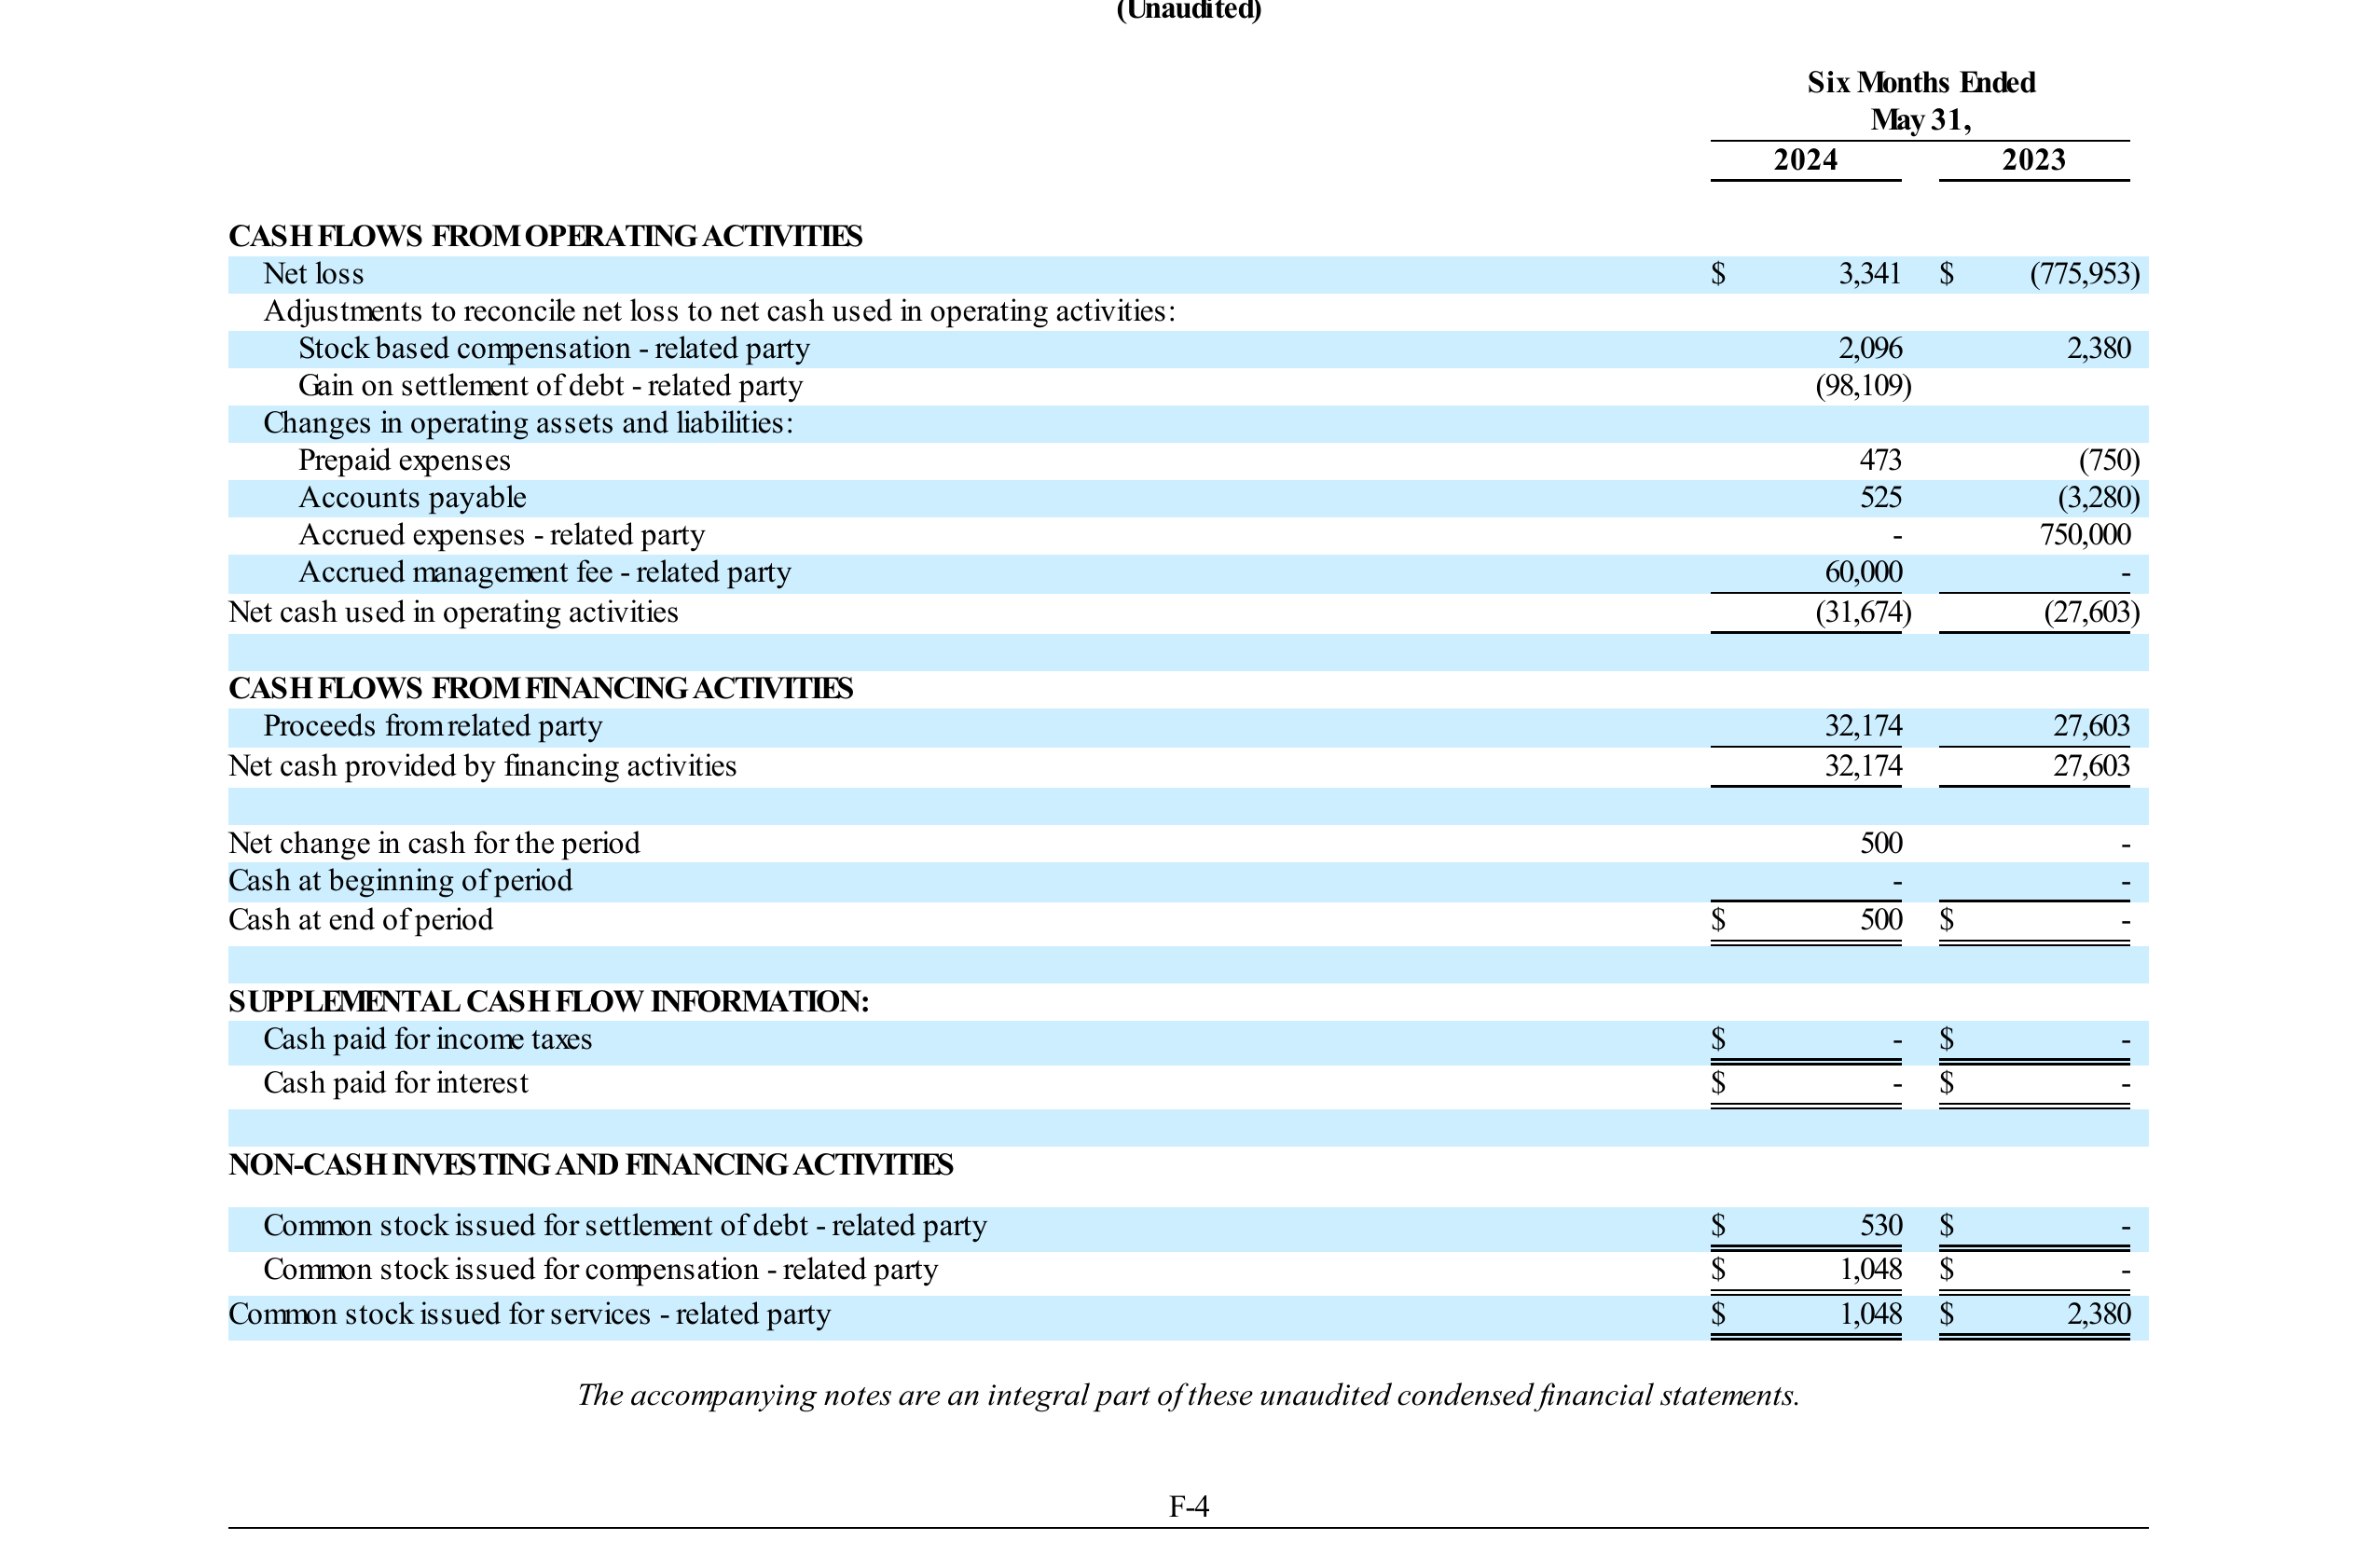 (Unaudited)
Six Months Ended
May 31,
2024 2023
CASH FLOWS FROM OPERATING ACTIVITIES
Net loss $ 3,341 $ (775,953)
Adjustments to reconcile net loss to net cash used in operating activities:
Stock based compensation - related party 2,096 2,380
Gain on settlement of debt - related party (98,109)
Changes in operating assets and liabilities:
Prepaid expenses 473 (750)
Accounts payable 525 (3,280)
Accrued expenses - related party - 750,000
Accrued management fee - related party 60,000 -
Net cash used in operating activities (31,674) (27,603)
CASH FLOWS FROM FINANCING ACTIVITIES
Proceeds from related party 32,174 27,603
Net cash provided by financing activities 32,174 27,603
Net change in cash for the period 500 -
Cash at beginning of period - -
Cash at end of period $ 500 $ -
SUPPLEMENTAL CASH FLOW INFORMATION:
Cash paid for income taxes $ - $ -
Cash paid for interest $ - $ -
NON-CASH INVESTING AND FINANCING ACTIVITIES
Common stock issued for settlement of debt - related party $ 530 $ -
Common stock issued for compensation - related party $ 1,048 $ -
Common stock issued for services - related party $ 1,048 $ 2,380
The accompanying notes are an integral part of these unaudited condensed financial statements.
F-4